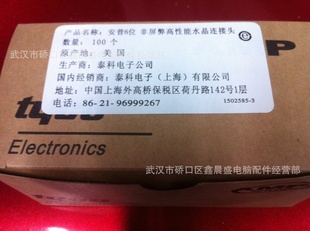 产品名称: 安普6位 非屏弊高性能水晶连接头
数量: 100个
原产地: 美 国
生产商: 泰科电子
国内经销商: 泰科电子（上海）有限公司
地址: 中国上海外高桥保税区荷丹路142号1层
电话: 86-21-96999267
1502585-3
tyco
Electronics
AMP
武汉市硚口区鑫晨盛电脑配件经营部
武汉市硚口区鑫晨盛电脑配件经营部